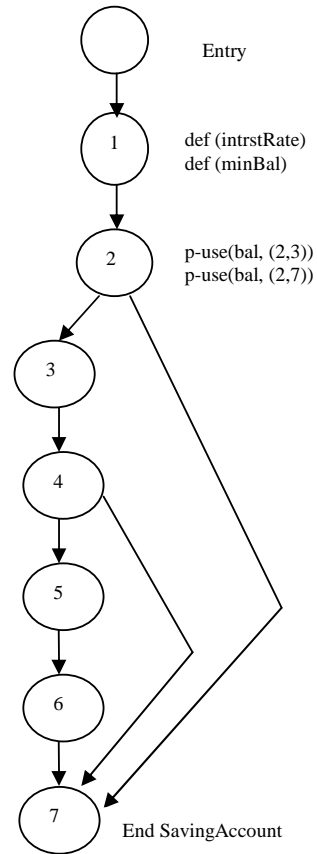 Entry
1
def (intrstRate)
def (minBal)
2
p-use(bal, (2,3))
p-use(bal, (2,7))
3
4
5
6
7
End SavingAccount